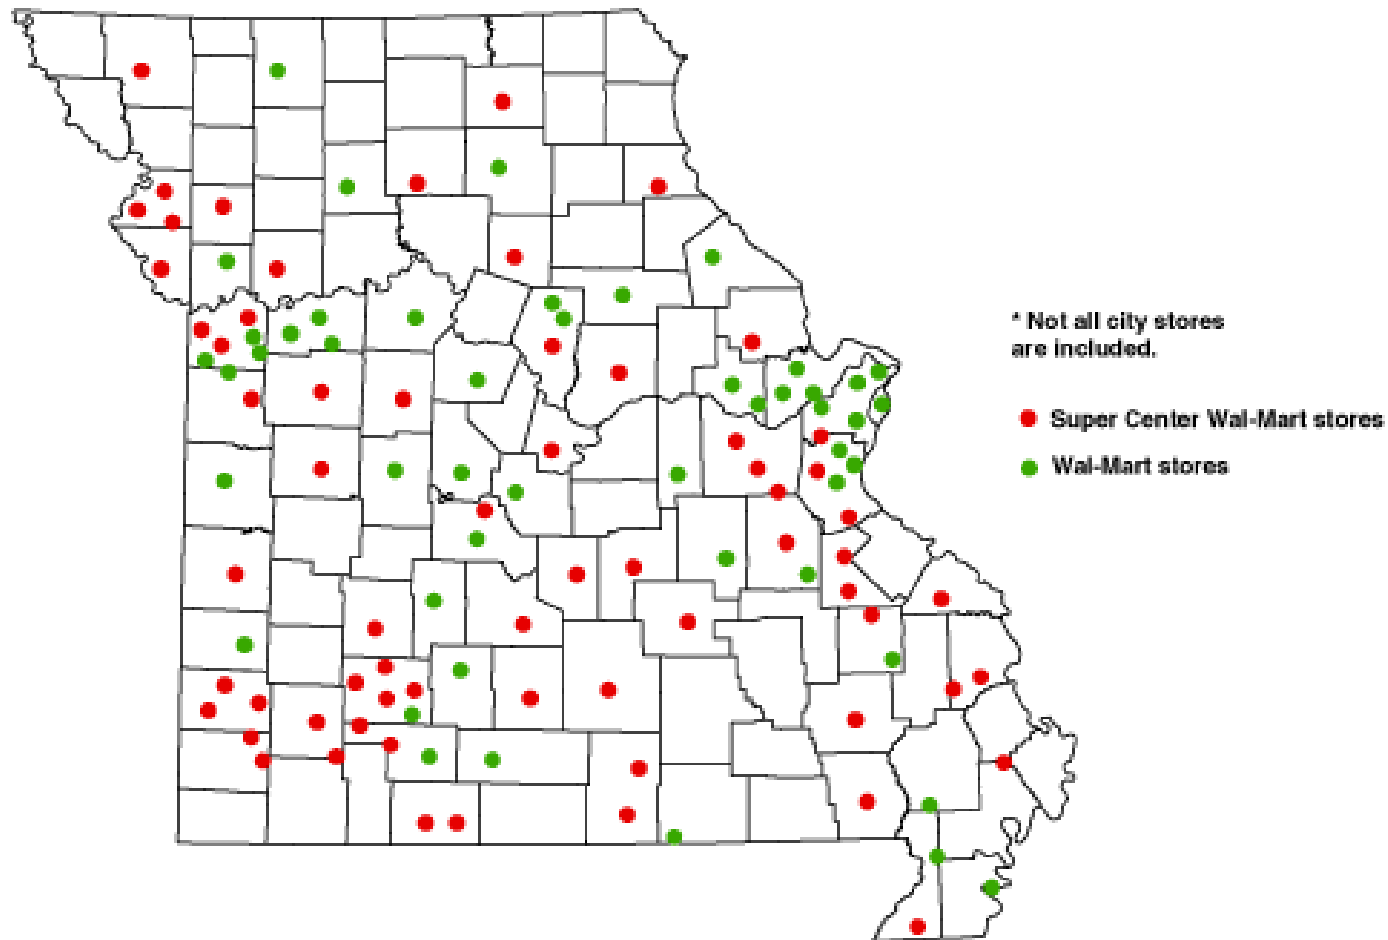 * Not all city stores
are included.
Super Center Wal-Mart stores
Wal-Mart stores